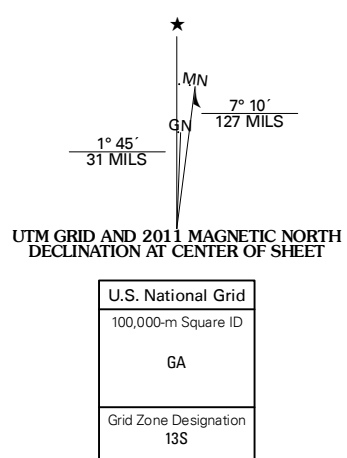 MN
GN
7° 10´
127 MILS
1° 45´
31 MILS
UTM GRID AND 2011 MAGNETIC NORTH
DECLINATION AT CENTER OF SHEET
U.S. National Grid
100,000-m Square ID
GA
Grid Zone Designation
13S